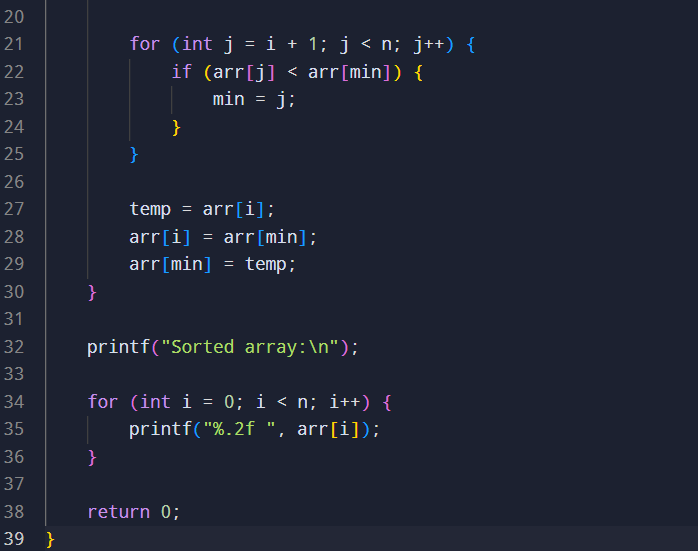 20
21 for (int j = i + 1; j < n; j++) {
22 if (arr[j] < arr[min]) {
23 min = j;
24 }
25 }
26
27 temp = arr[i];
28 arr[i] = arr[min];
29 arr[min] = temp;
30 }
31
32 printf("Sorted array:\n");
33
34 for (int i = 0; i < n; i++) {
35 printf("%.2f ", arr[i]);
36 }
37
38 return 0;
39 }